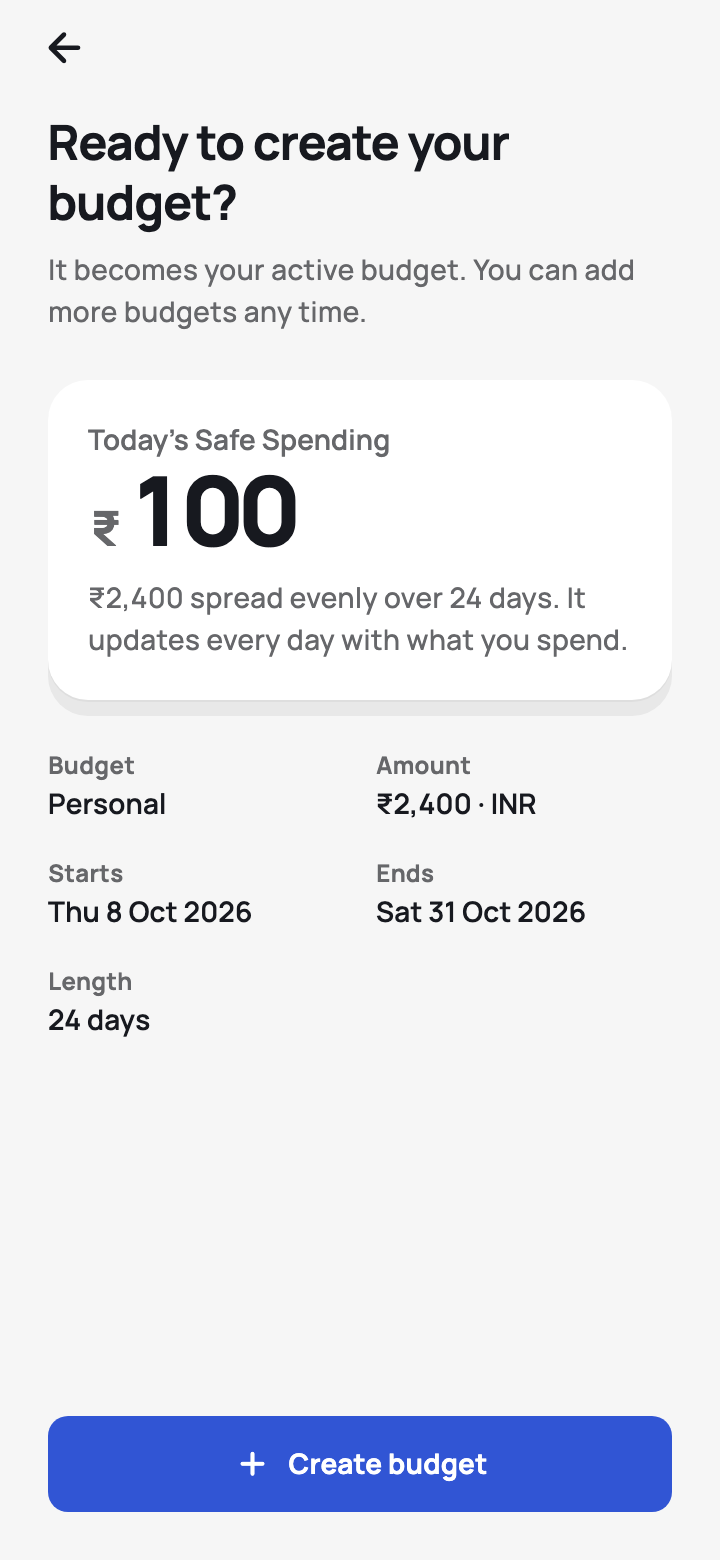 Ready to create your
budget?
It becomes your active budget. You can add
more budgets any time.
Today's Safe Spending
₹ 100
₹2,400 spread evenly over 24 days. It
updates every day with what you spend.
Budget
Personal
Amount
₹2,400 · INR
Starts
Thu 8 Oct 2026
Ends
Sat 31 Oct 2026
Length
24 days
Create budget